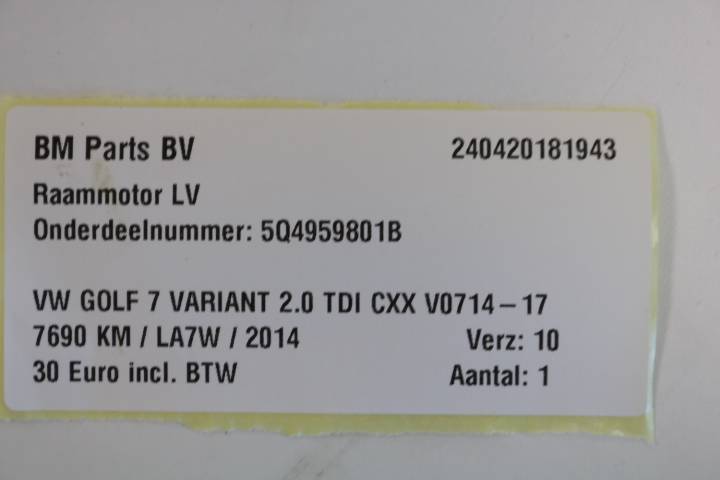 BM Parts BV 240420181943
Raammotor LV
Onderdeelnummer: 5Q4959801B
VW GOLF 7 VARIANT 2.0 TDI CXX V0714-17
7690 KM / LA7W / 2014 Verz: 10
30 Euro incl. BTW Aantal: 1